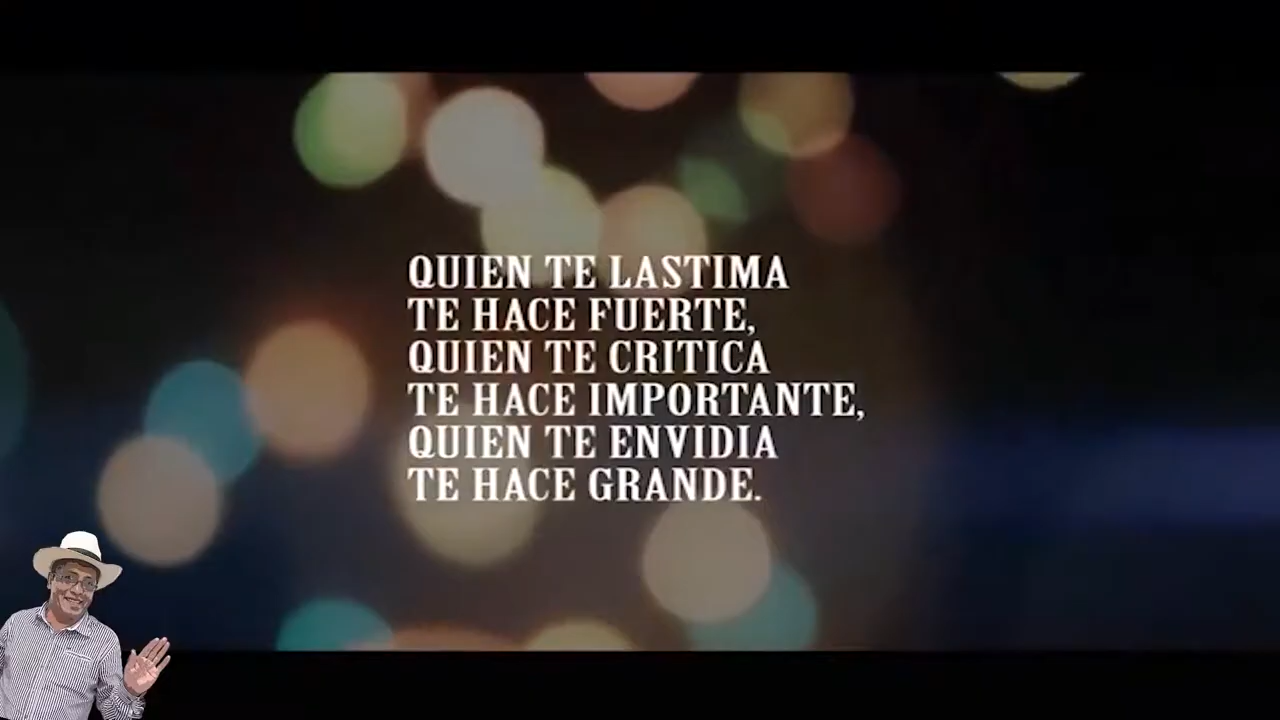 QUIEN TE LASTIMA
TE HACE FUERTE,
QUIEN TE CRITICA
TE HACE IMPORTANTE,
QUIEN TE ENVIDIA
TE HACE GRANDE.